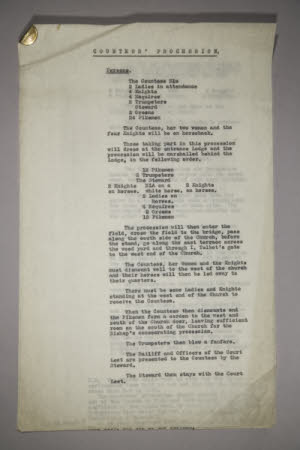 COUNTESS' PROCESSION.
Persons.
The Countess Ela
2 Ladies in attendance
4 Knights
4 Esquires
2 Trumpeters
Steward
2 Grooms
24 Pikemen
The Countess, her two women and the
four Knights will be on horseback.
Those taking part in this procession
will dress at the entrance Lodge and the
procession will be marshalled behind the
Lodge, in the following order.
12 Pikemen
2 Trumpeters
The Steward
2 Knights Ela on a 2 Knights
on horses. white horse, on horses.
2 Ladies on
Horses.
4 Esquires
2 Grooms
12 Pikemen
The procession will then enter the
field, cross the field to the bridge, pass
along the south side of the Church, before
the stand, go along the east terrace across
the wood yard and through I. Talbot's gate
to the west end of the Church.
The Countess, her Women and the Knights
must dismount well to the west of the church
and their horses will then be led away to
their quarters.
There must be some Ladies and Knights
standing at the west end of the Church to
receive the Countess.
When the Countess then dismounts and
the Pikemen form a screen to the west and
south of the Church door, leaving sufficient
room on the south of the Church for the
Bishop's consecrating procession.
The Trumpeters then blow a fanfare.
The Bailiff and Officers of the Court
Leet are presented to the Countess by the
Steward.
The Steward then stays with the Court
Leet.